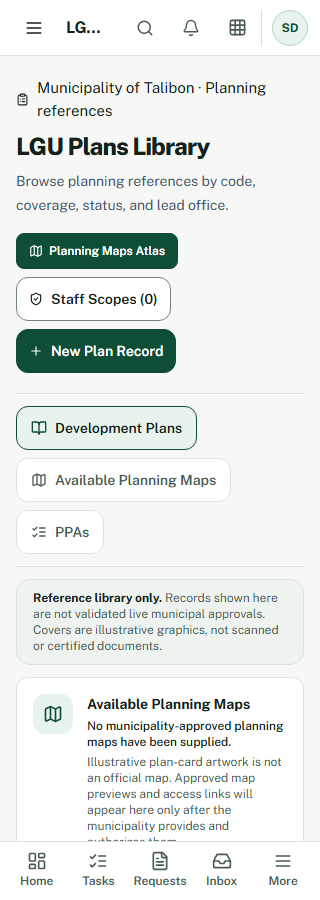 LG...
SD
Municipality of Talibon · Planning
references
LGU Plans Library
Browse planning references by code,
coverage, status, and lead office.
Planning Maps Atlas
Staff Scopes (0)
New Plan Record
Development Plans
Available Planning Maps
PPAs
Reference library only. Records shown here
are not validated live municipal approvals.
Covers are illustrative graphics, not scanned
or certified documents.
Available Planning Maps
No municipality-approved planning
maps have been supplied.
Illustrative plan-card artwork is not
an official map. Approved map
previews and access links will
appear here only after the
municipality provides and
authorizes them.
Home
Tasks
Requests
Inbox
More